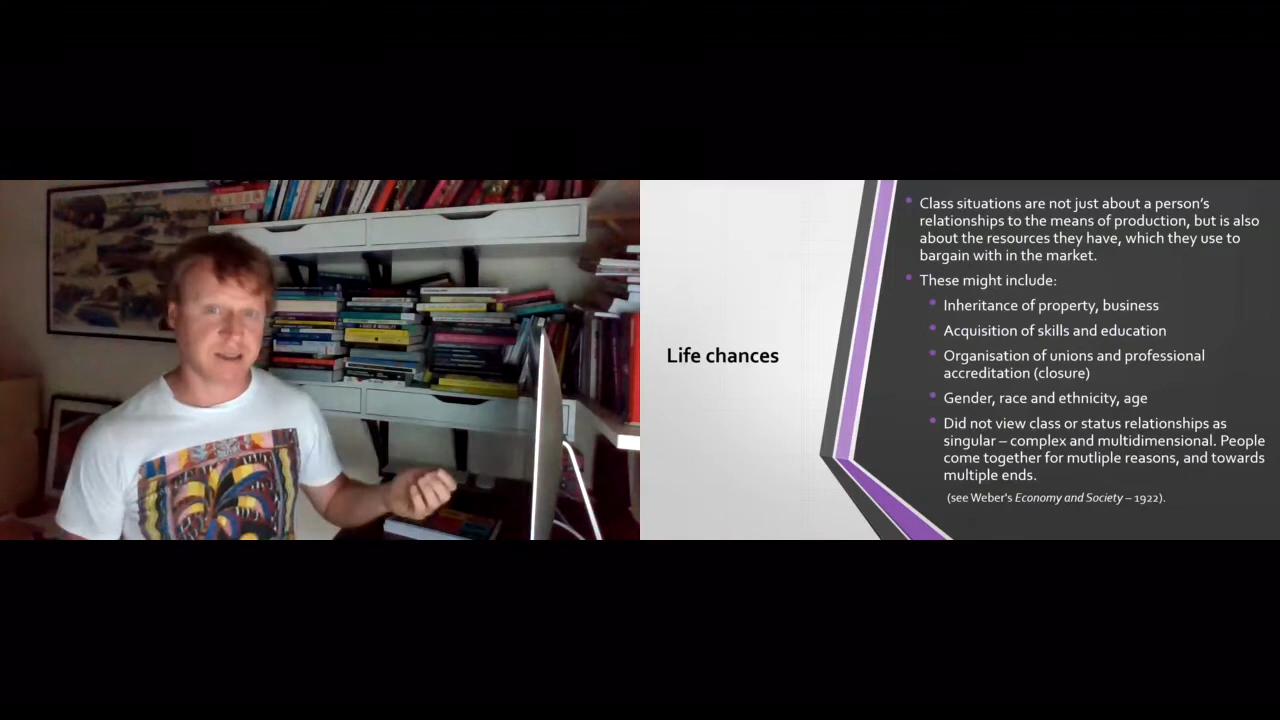 Life chances
Class situations are not just about a person's
relationships to the means of production, but is also
about the resources they have, which they use to
bargain with in the market.
These might include:
Inheritance of property, business
Acquisition of skills and education
Organisation of unions and professional
accreditation (closure)
Gender, race and ethnicity, age
Did not view class or status relationships as
singular – complex and multidimensional. People
come together for mutliple reasons, and towards
multiple ends.
(see Weber's Economy and Society – 1922).